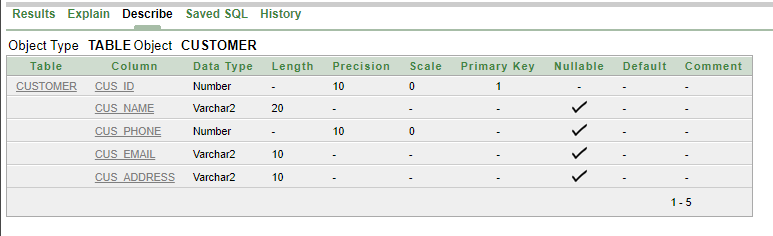 Results Explain Describe Saved SQL History
Object Type TABLE Object CUSTOMER
Table Column Data Type Length Precision Scale Primary Key Nullable Default Comment
CUSTOMER CUS_ID Number - 10 0 1 - - -
CUS_NAME Varchar2 20 - - - ✓ - -
CUS_PHONE Number - 10 0 - ✓ - -
CUS_EMAIL Varchar2 10 - - - ✓ - -
CUS_ADDRESS Varchar2 10 - - - ✓ - -
1 - 5